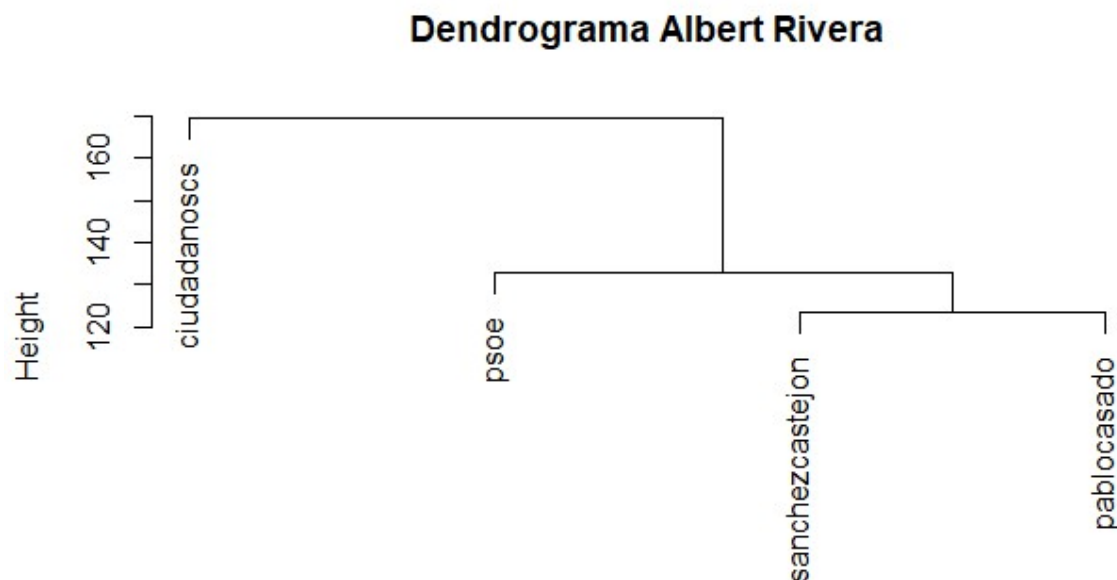 Dendrograma Albert Rivera
Height
120
140
160
ciudadanoscs
psoe
sanchezcastejon
pablocasado